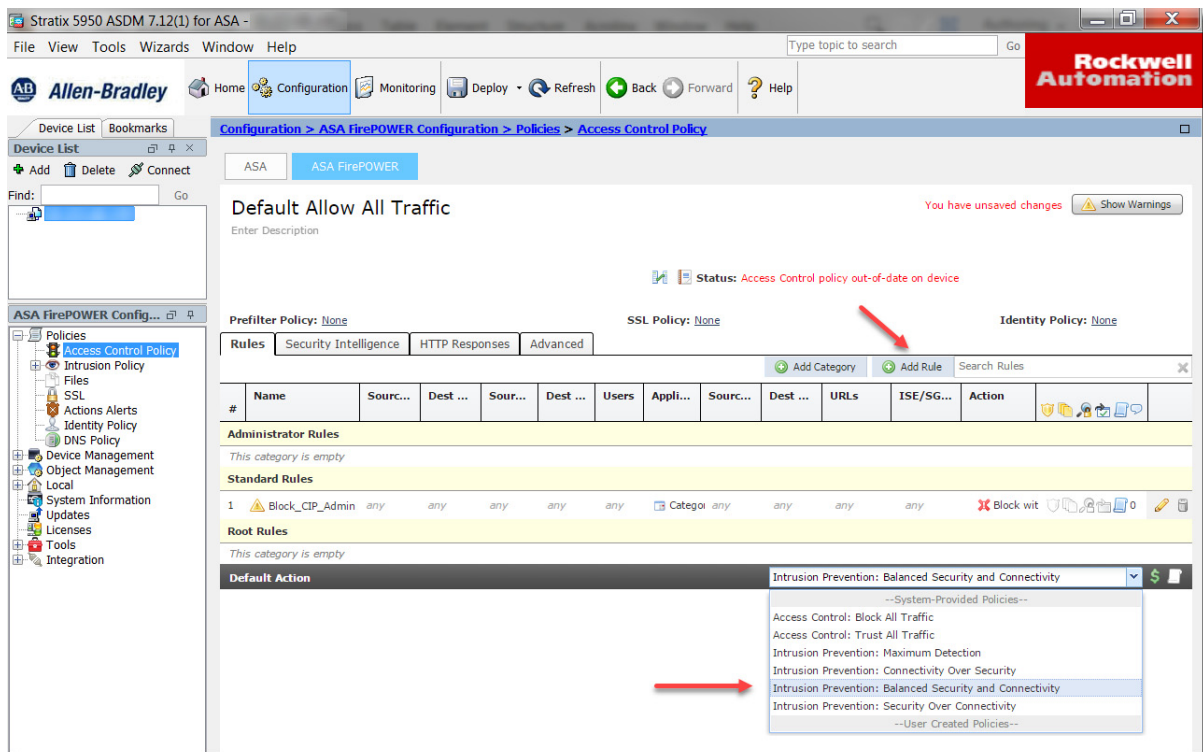 Stratix 5950 ASDM 7.12(1) for ASA -
File View Tools Wizards Window Help
Type topic to search Go
Rockwell Automation
AB Allen-Bradley
Home Configuration Monitoring Deploy Refresh Back Forward Help
Device List Bookmarks
Configuration > ASA FirePOWER Configuration > Policies > Access Control Policy
Device List
Add Delete Connect
Find: Go
ASA ASA FirePOWER
Default Allow All Traffic
You have unsaved changes Show Warnings
Enter Description
Status: Access Control policy out-of-date on device
ASA FirePOWER Config...
Policies
Access Control Policy
Intrusion Policy
Files
SSL
Actions Alerts
Identity Policy
DNS Policy
Device Management
Object Management
Local
System Information
Updates
Licenses
Tools
Integration
Prefilter Policy: None SSL Policy: None Identity Policy: None
Rules Security Intelligence HTTP Responses Advanced
Add Category Add Rule Search Rules
# Name Sourc... Dest ... Sour... Dest ... Users Appli... Sourc... Dest ... URLs ISE/SG... Action
Administrator Rules
This category is empty
Standard Rules
1 Block_CIP_Admin any any any any any Categor any any any any Block wit 0
Root Rules
This category is empty
Default Action Intrusion Prevention: Balanced Security and Connectivity $
--System-Provided Policies--
Access Control: Block All Traffic
Access Control: Trust All Traffic
Intrusion Prevention: Maximum Detection
Intrusion Prevention: Connectivity Over Security
Intrusion Prevention: Balanced Security and Connectivity
Intrusion Prevention: Security Over Connectivity
--User Created Policies--